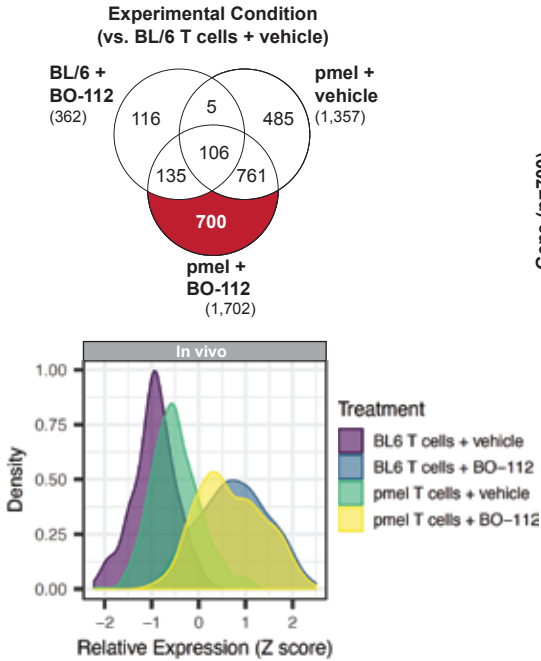 Experimental Condition
(vs. BL/6 T cells + vehicle)
BL/6 +
BO-112
(362)
pmel +
vehicle
(1,357)
116
5
485
106
135
761
700
pmel +
BO-112
(1,702)
Gene (n=700)
In vivo
1.00
0.75
0.50
0.25
0.00
Density
−2
−1
0
1
2
Relative Expression (Z score)
Treatment
BL6 T cells + vehicle
BL6 T cells + BO−112
pmel T cells + vehicle
pmel T cells + BO−112